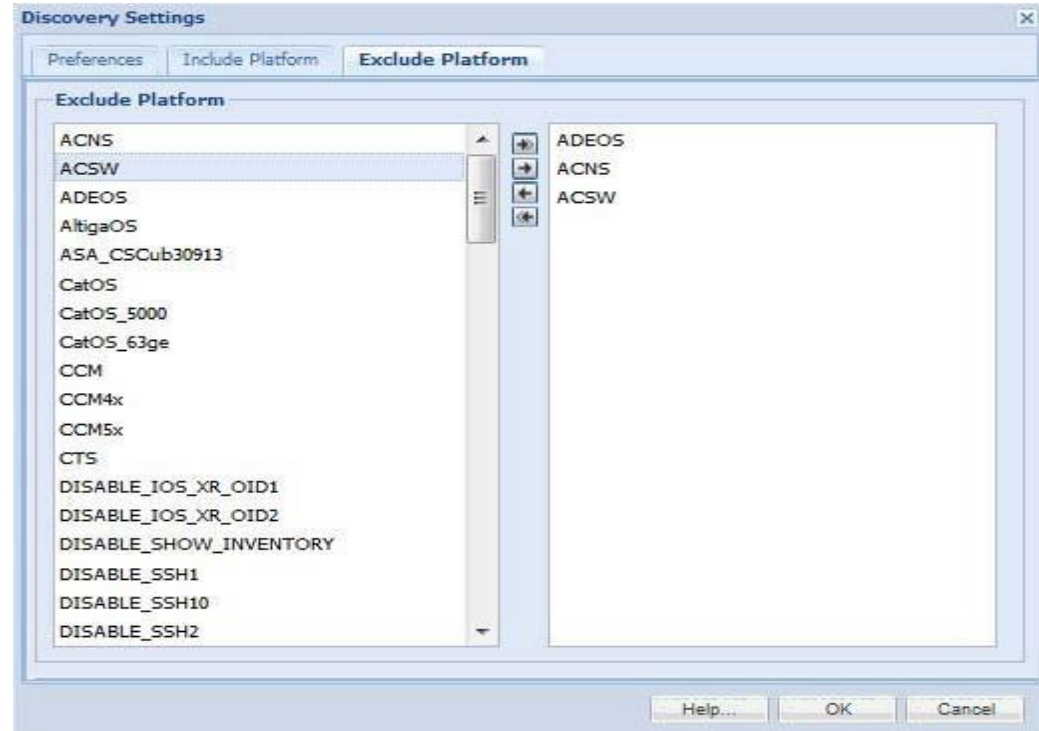 Discovery Settings
Preferences
Include Platform
Exclude Platform
Exclude Platform
ACNS
ACSW
ADEOS
AltigaOS
ASA_CSCub30913
CatOS
CatOS_5000
CatOS_63ge
CCM
CCM4x
CCM5x
CTS
DISABLE_IOS_XR_OID1
DISABLE_IOS_XR_OID2
DISABLE_SHOW_INVENTORY
DISABLE_SSH1
DISABLE_SSH10
DISABLE_SSH2
ADEOS
ACNS
ACSW
Help...
OK
Cancel